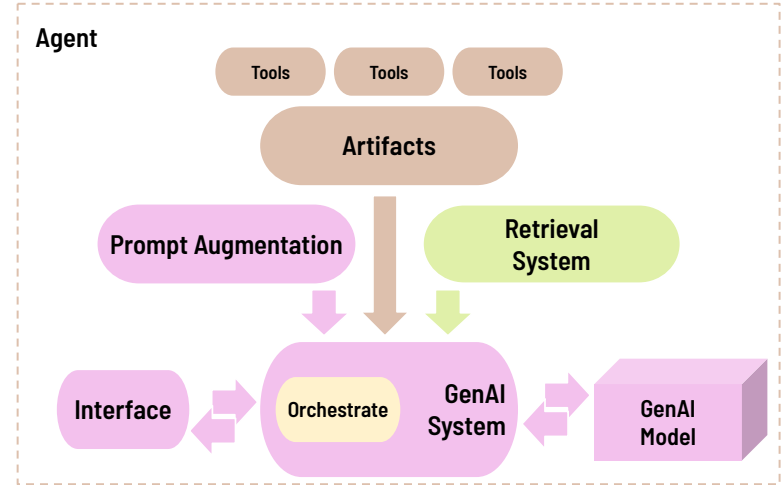 Agent
Tools
Tools
Tools
Artifacts
Prompt Augmentation
Retrieval
System
Interface
Orchestrate
GenAI
System
GenAI
Model